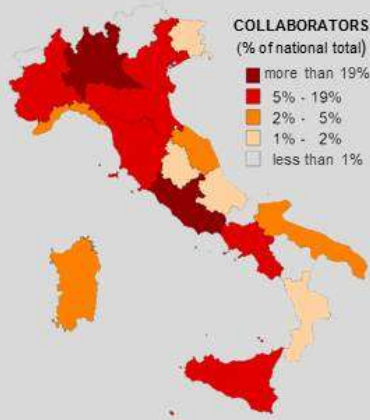 COLLABORATORS
(% of national total)
more than 19%
5% - 19%
2% - 5%
1% - 2%
less than 1%